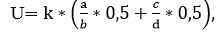 U= k * (a/b * 0,5 + c/d * 0,5),